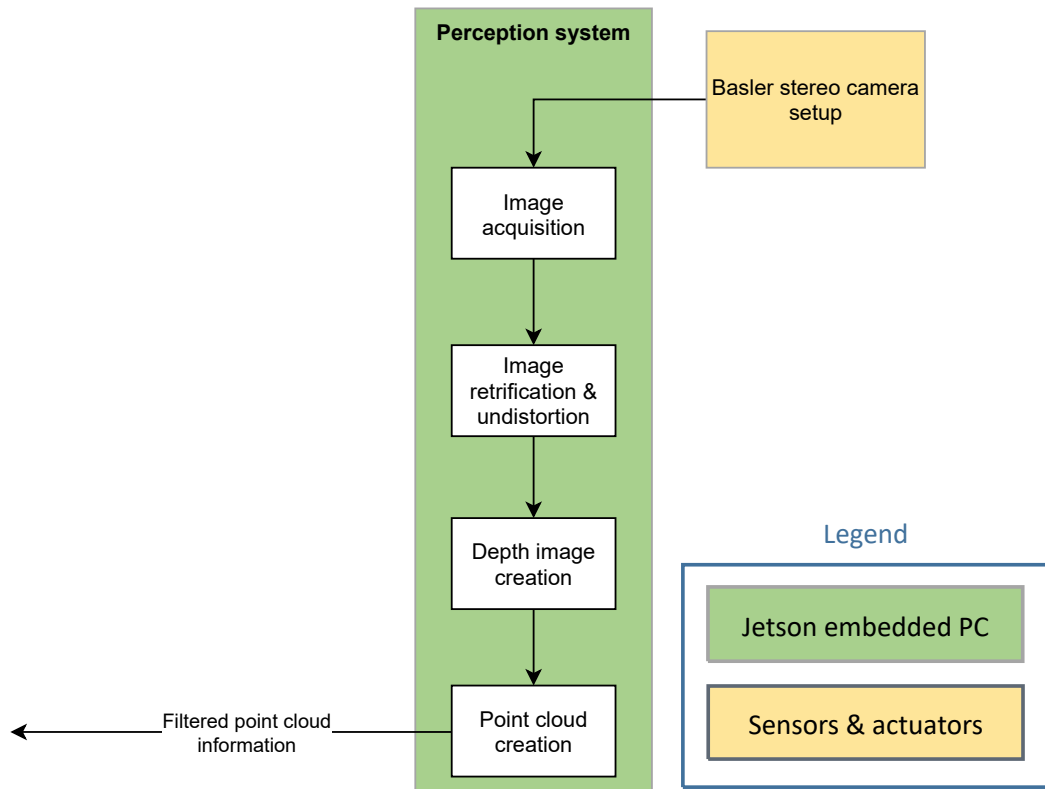 Perception system
Basler stereo camera
setup
Image
acquisition
Image
retrification &
undistortion
Depth image
creation
Point cloud
creation
Filtered point cloud
information
Legend
Jetson embedded PC
Sensors & actuators